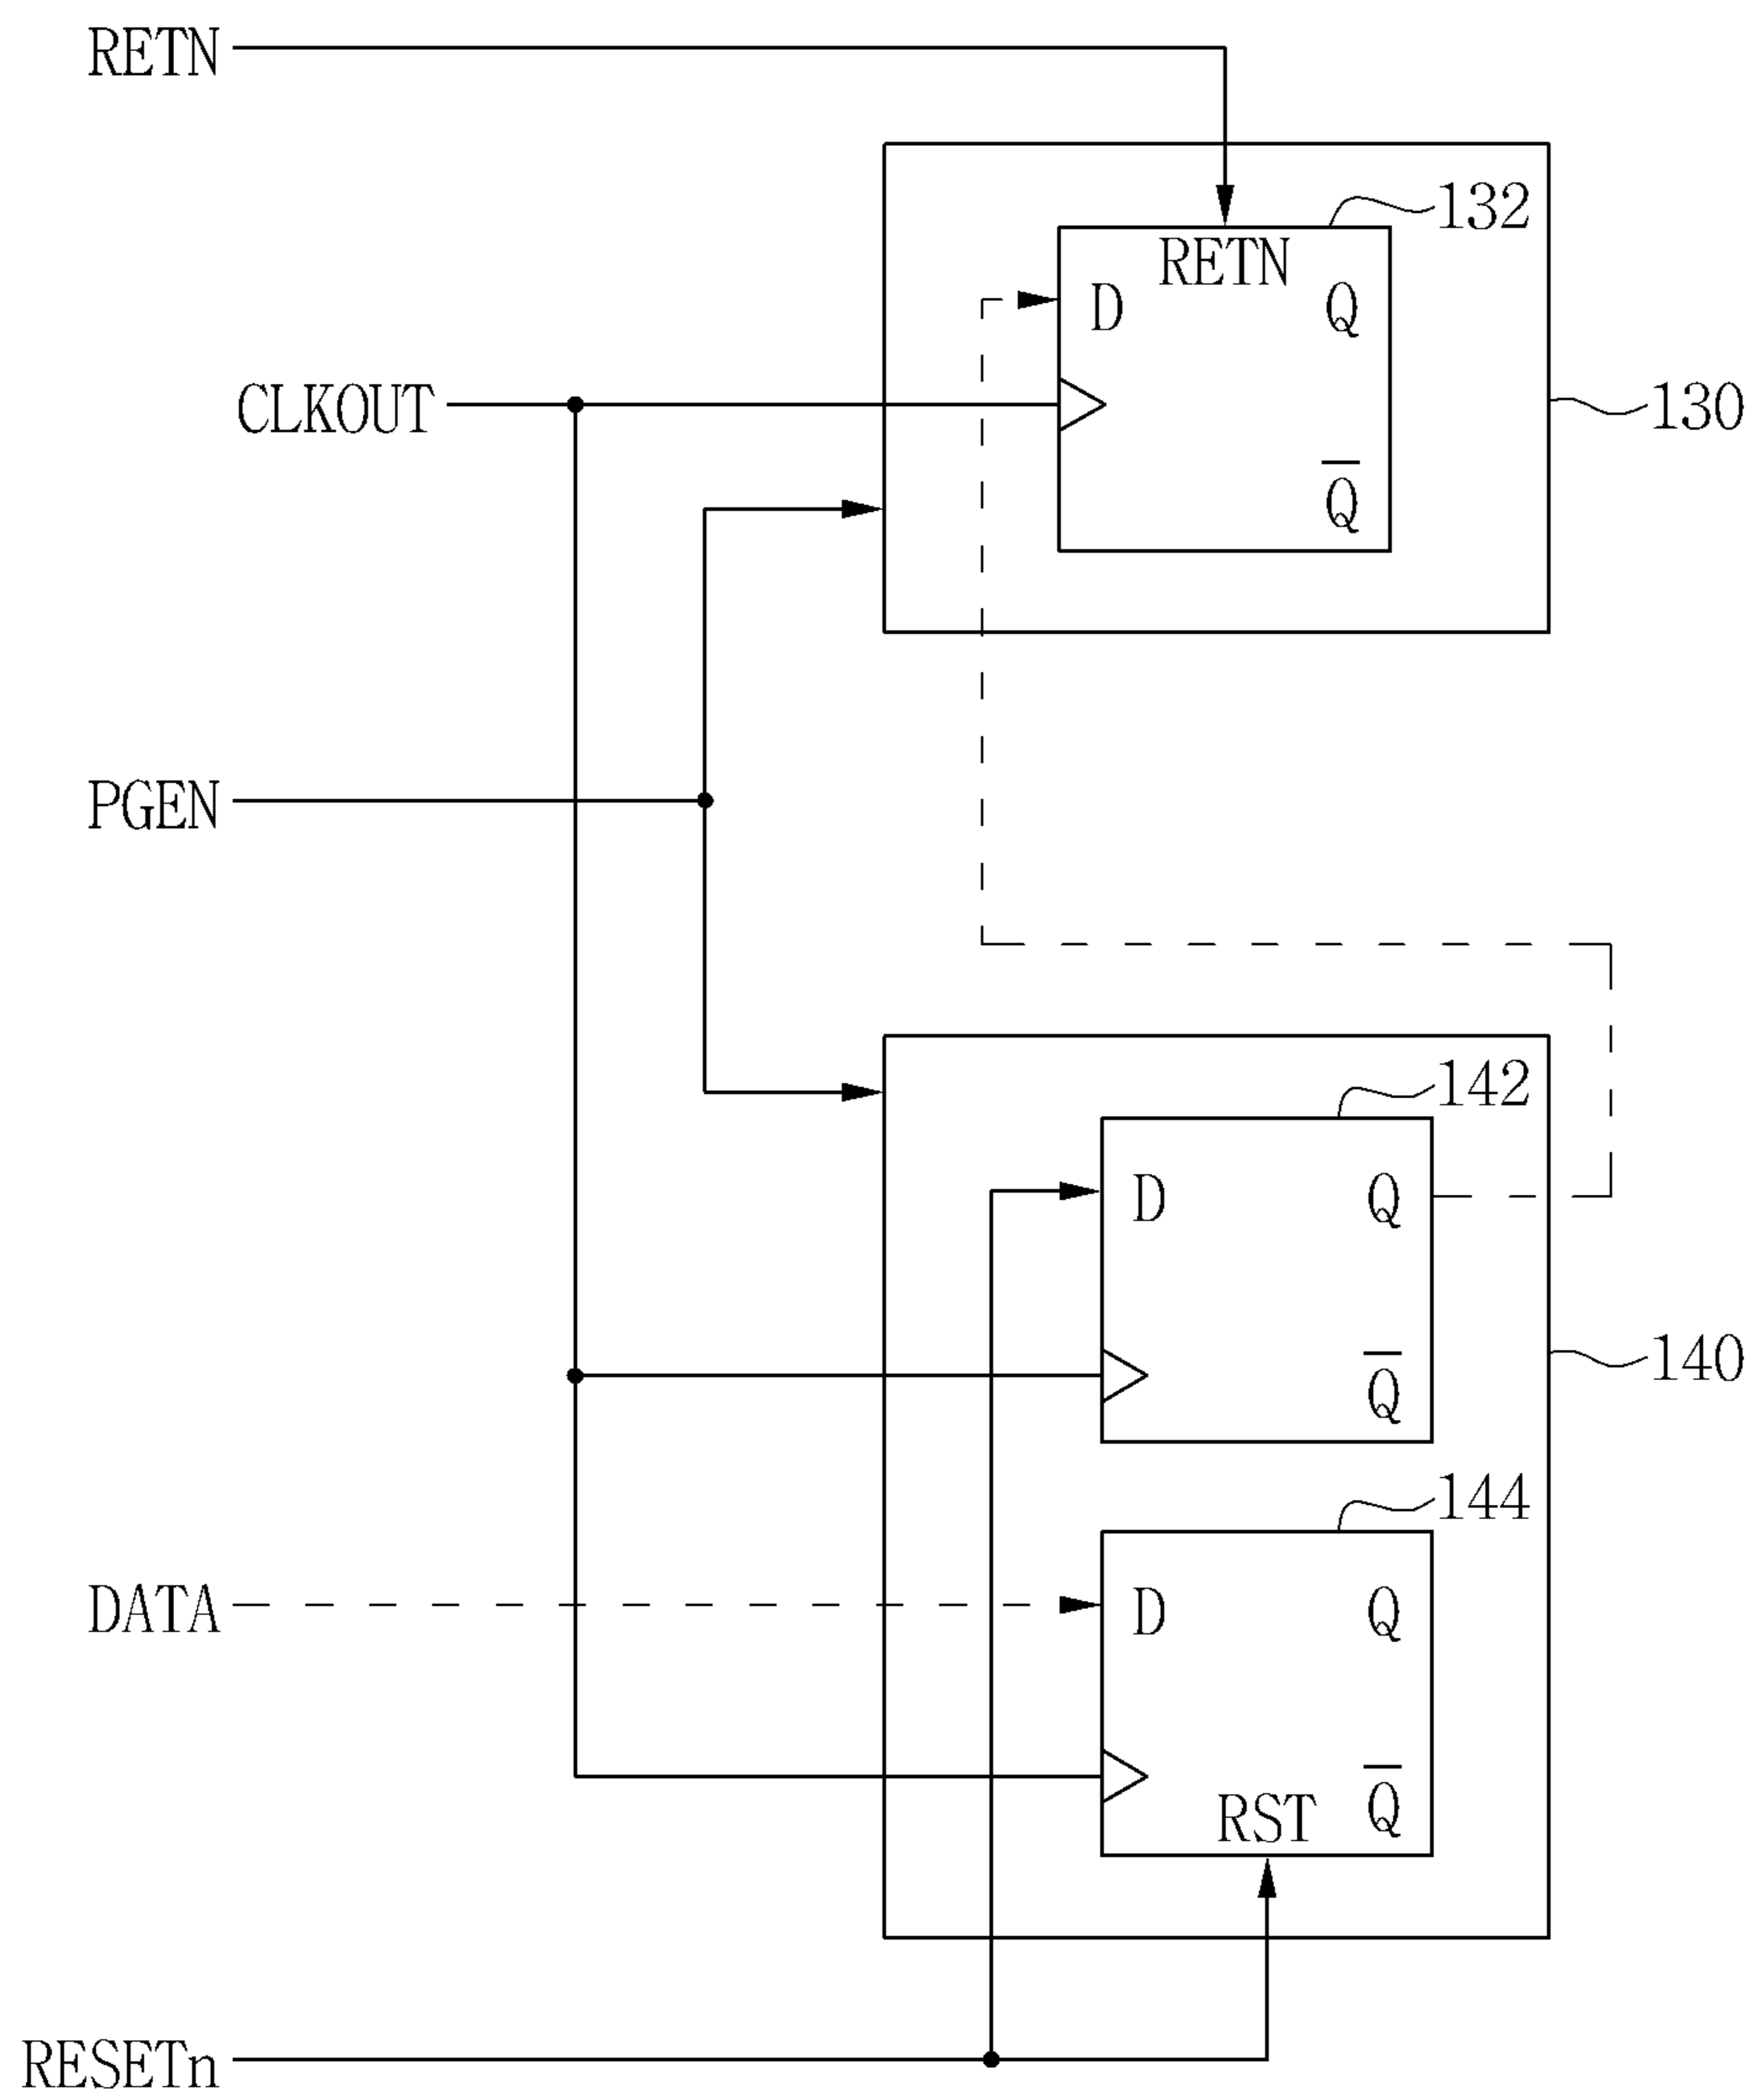 RETN
132
RETN
D Q
CLKOUT
130
Q̅
PGEN
142
D Q
140
Q̅
144
DATA
D Q
RST Q̅
RESETn